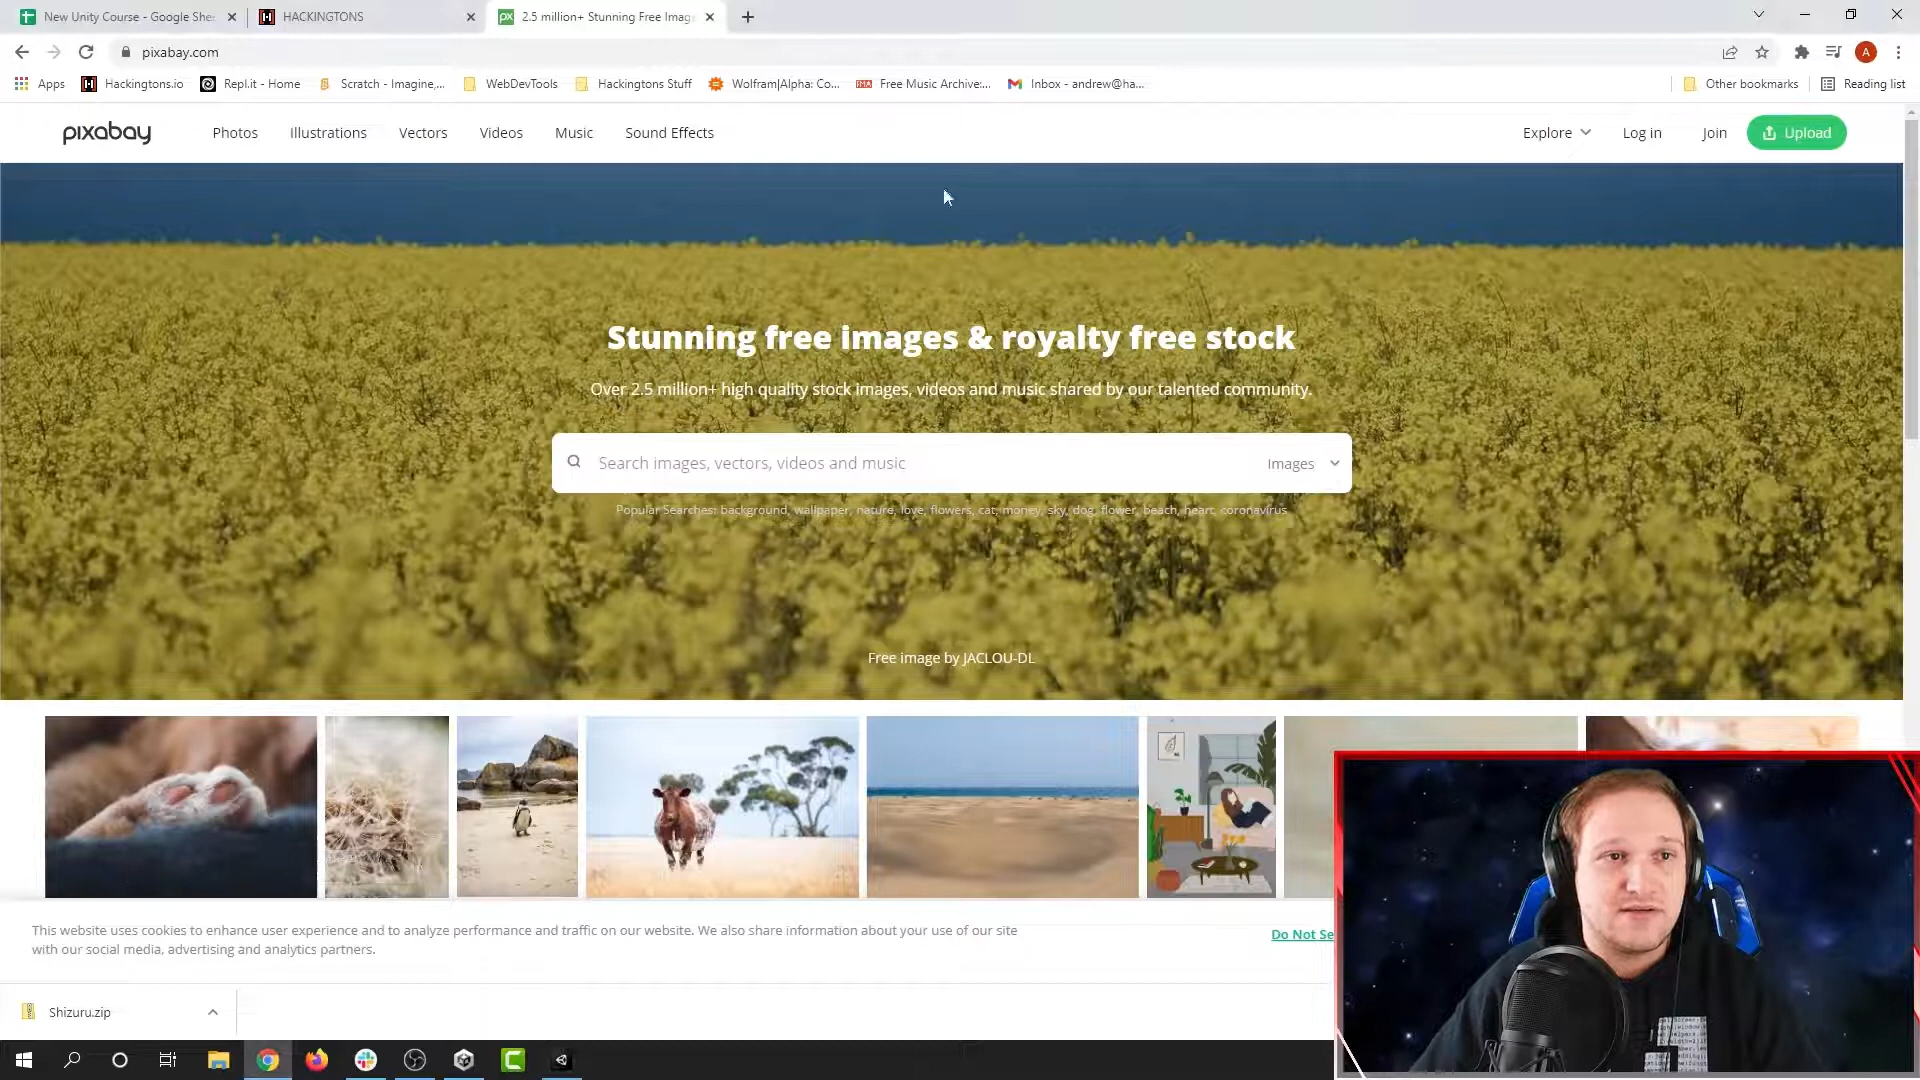 New Unity Course - Google She
HACKINGTONS
px
2.5 million+ Stunning Free Imag
pixabay.com
A
Apps
Hackingtons.io
Repl.it - Home
Scratch - Imagine,...
WebDevTools
Hackingtons Stuff
Wolfram|Alpha: Co...
Free Music Archive:...
Inbox - andrew@ha...
Other bookmarks
Reading list
pixabay
Photos
Illustrations
Vectors
Videos
Music
Sound Effects
Explore
Log in
Join
Upload
Stunning free images & royalty free stock
Over 2.5 million+ high quality stock images, videos and music shared by our talented community.
Search images, vectors, videos and music
Images
Popular Searches: background, wallpaper, nature, love, flowers, cat, money, sky, dog, flower, beach, heart, coronavirus
Free image by JACLOU-DL
This website uses cookies to enhance user experience and to analyze performance and traffic on our website. We also share information about your use of our site
with our social media, advertising and analytics partners.
Do Not Se
Shizuru.zip